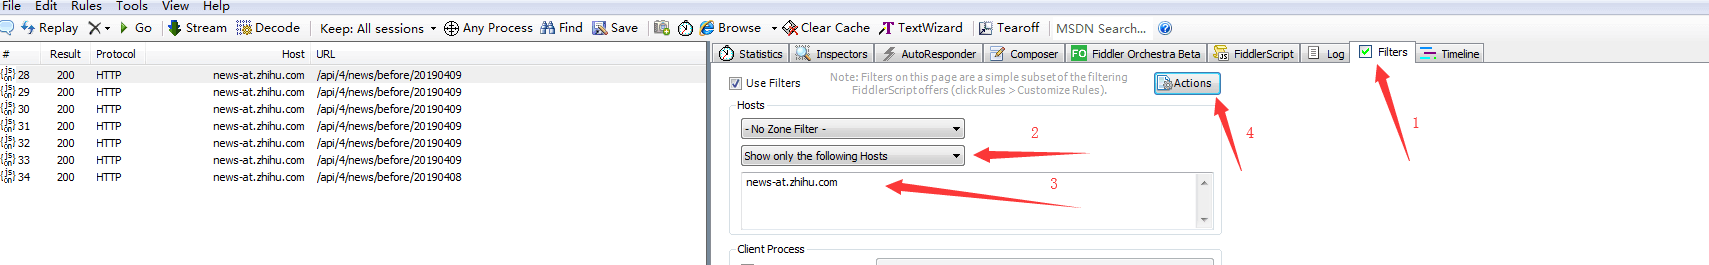 File Edit Rules Tools View Help
Replay Go Stream Decode Keep: All sessions Any Process Find Save Browse Clear Cache TextWizard Tearoff MSDN Search...
# Result Protocol Host URL
28 200 HTTP news-at.zhihu.com /api/4/news/before/20190409
29 200 HTTP news-at.zhihu.com /api/4/news/before/20190409
30 200 HTTP news-at.zhihu.com /api/4/news/before/20190409
31 200 HTTP news-at.zhihu.com /api/4/news/before/20190409
32 200 HTTP news-at.zhihu.com /api/4/news/before/20190409
33 200 HTTP news-at.zhihu.com /api/4/news/before/20190409
34 200 HTTP news-at.zhihu.com /api/4/news/before/20190408
Statistics Inspectors AutoResponder Composer FO Fiddler Orchestra Beta FiddlerScript Log Filters Timeline
Use Filters
Note: Filters on this page are a simple subset of the filtering
FiddlerScript offers (click Rules > Customize Rules).
Actions
1
4
Hosts
- No Zone Filter -
2
Show only the following Hosts
3
news-at.zhihu.com
Client Process